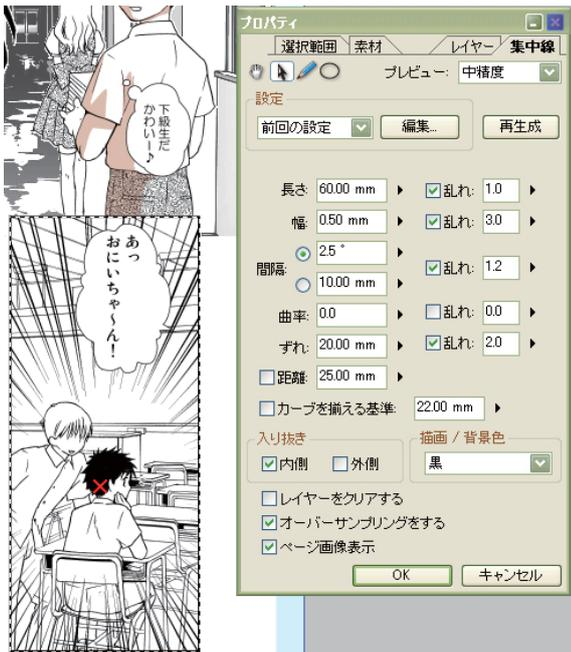 下級生だ
かわいー♪
あっ
おにいちゃ〜ん!
プロパティ
選択範囲 素材 レイヤー 集中線
プレビュー: 中精度
設定
前回の設定 編集... 再生成
長さ: 60.00 mm 乱れ: 1.0
幅: 0.50 mm 乱れ: 3.0
間隔: 2.5 ° 乱れ: 1.2
10.00 mm
曲率: 0.0 乱れ: 0.0
ずれ: 20.00 mm 乱れ: 2.0
距離: 25.00 mm
カーブを揃える基準: 22.00 mm
入り抜き 描画 / 背景色
内側 外側 黒
レイヤーをクリアする
オーバーサンプリングをする
ページ画像表示
OK キャンセル